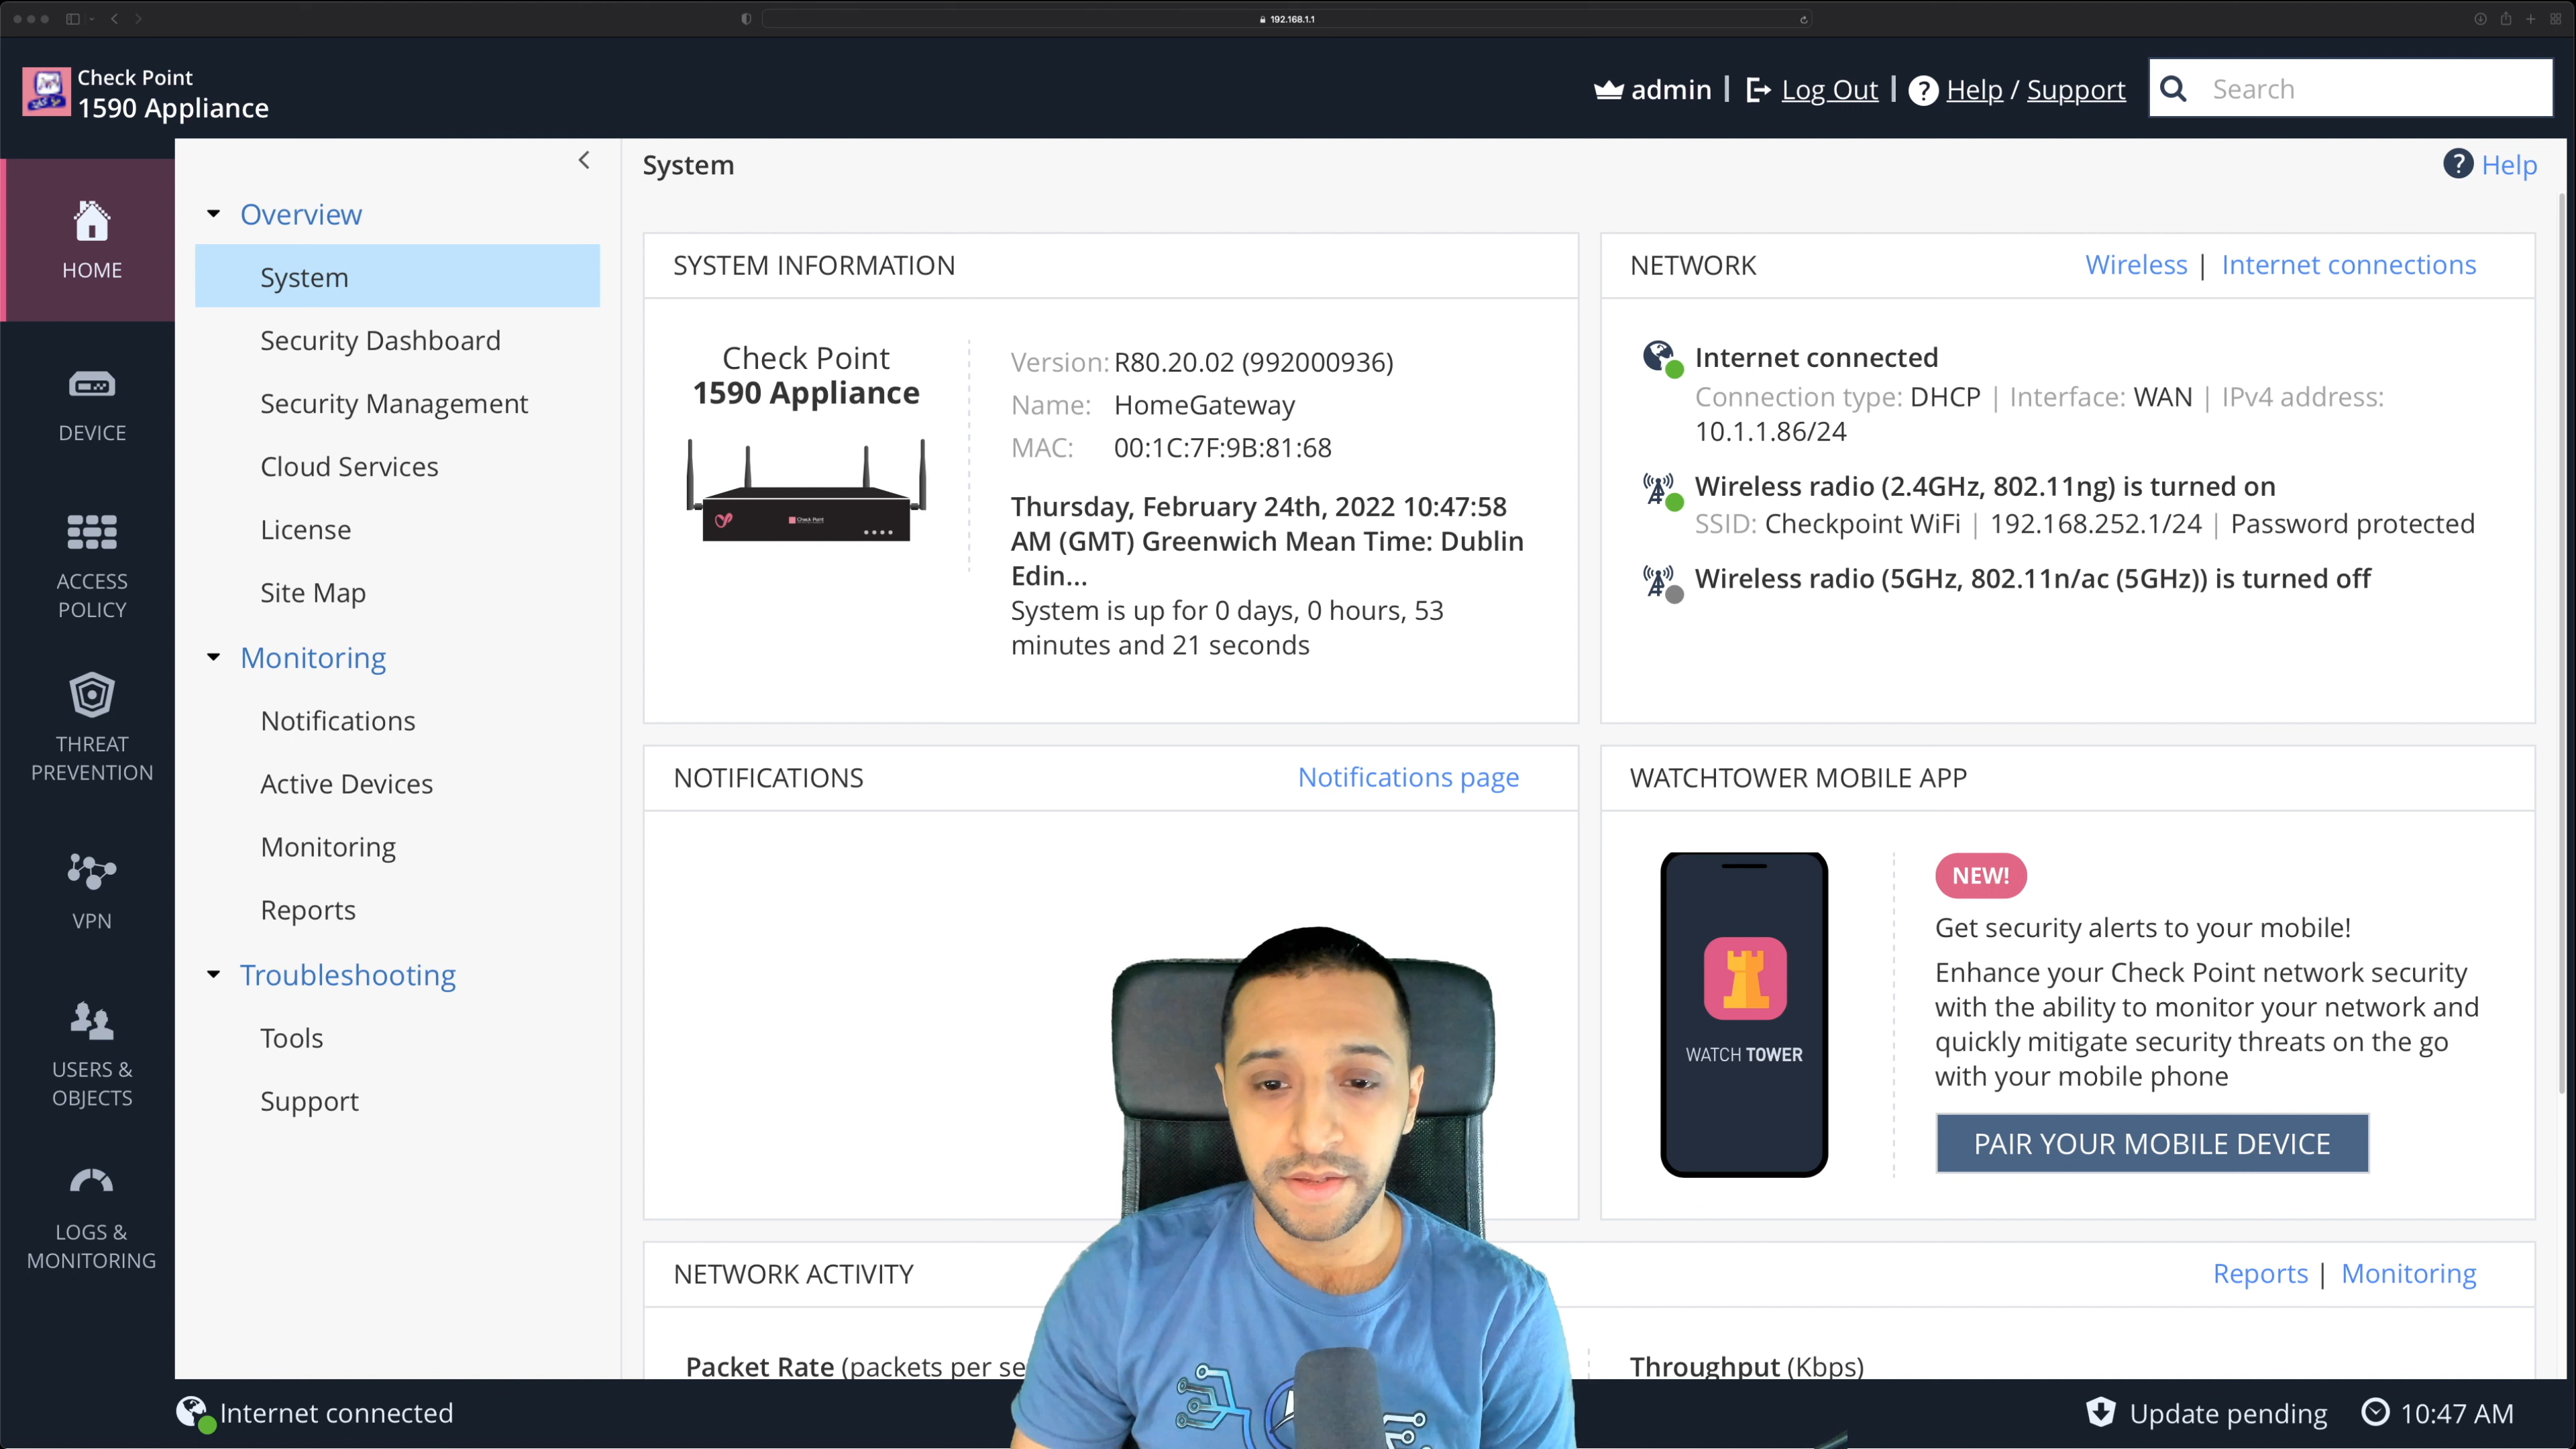 192.168.1.1
Check Point
1590 Appliance
admin | Log Out | Help / Support
Search
HOME
DEVICE
ACCESS
POLICY
THREAT
PREVENTION
VPN
USERS &
OBJECTS
LOGS &
MONITORING
Overview
System
Security Dashboard
Security Management
Cloud Services
License
Site Map
Monitoring
Notifications
Active Devices
Monitoring
Reports
Troubleshooting
Tools
Support
System
Help
SYSTEM INFORMATION
Check Point
1590 Appliance
Check Point
Version: R80.20.02 (992000936)
Name: HomeGateway
MAC: 00:1C:7F:9B:81:68
Thursday, February 24th, 2022 10:47:58
AM (GMT) Greenwich Mean Time: Dublin
Edin...
System is up for 0 days, 0 hours, 53
minutes and 21 seconds
NETWORK
Wireless | Internet connections
Internet connected
Connection type: DHCP | Interface: WAN | IPv4 address:
10.1.1.86/24
Wireless radio (2.4GHz, 802.11ng) is turned on
SSID: Checkpoint WiFi | 192.168.252.1/24 | Password protected
Wireless radio (5GHz, 802.11n/ac (5GHz)) is turned off
NOTIFICATIONS
Notifications page
WATCHTOWER MOBILE APP
WATCH TOWER
NEW!
Get security alerts to your mobile!
Enhance your Check Point network security
with the ability to monitor your network and
quickly mitigate security threats on the go
with your mobile phone
PAIR YOUR MOBILE DEVICE
NETWORK ACTIVITY
Reports | Monitoring
Packet Rate (packets per se
Throughput (Kbps)
Internet connected
Update pending
10:47 AM